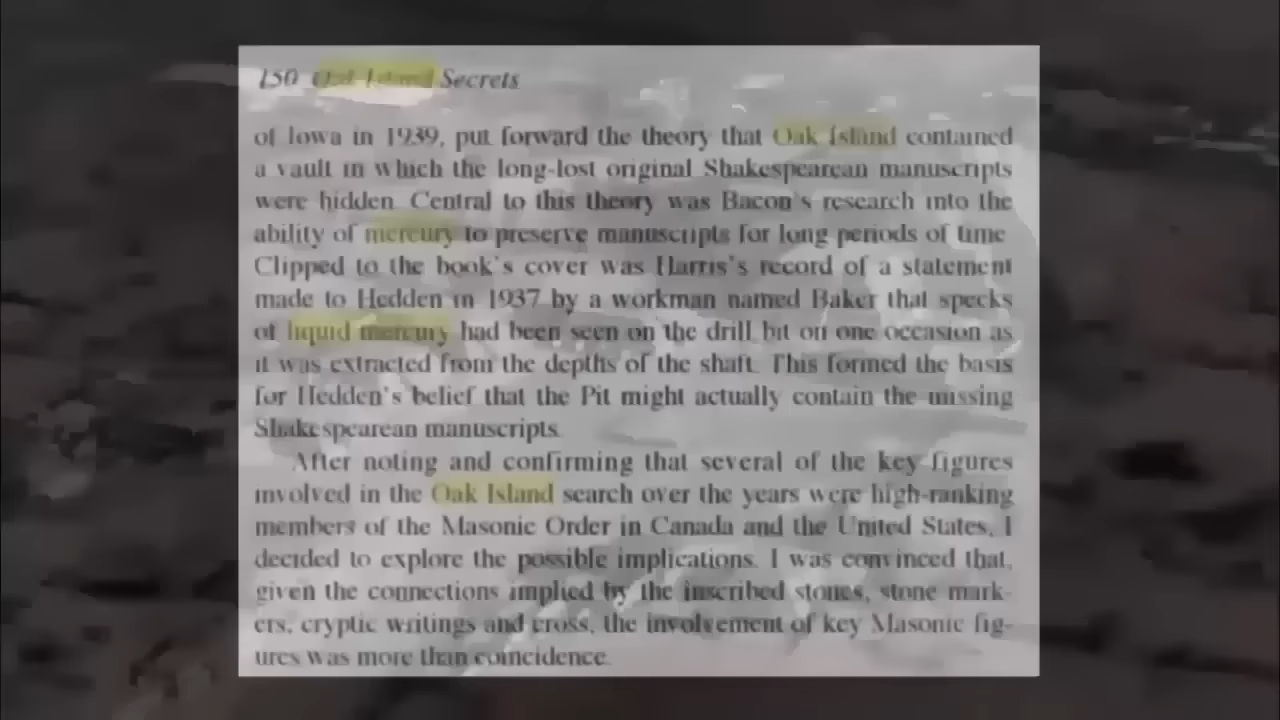 150 Oak Island Secrets
of Iowa in 1939, put forward the theory that Oak Island contained
a vault in which the long-lost original Shakespearean manuscripts
were hidden. Central to this theory was Bacon's research into the
ability of mercury to preserve manuscripts for long periods of time.
Clipped to the book's cover was Harris's record of a statement
made to Hedden in 1937 by a workman named Baker that specks
of liquid mercury had been seen on the drill bit on one occasion as
it was extracted from the depths of the shaft. This formed the basis
for Hedden's belief that the Pit might actually contain the missing
Shakespearean manuscripts.
After noting and confirming that several of the key figures
involved in the Oak Island search over the years were high-ranking
members of the Masonic Order in Canada and the United States, I
decided to explore the possible implications. I was convinced that,
given the connections implied by the inscribed stones, stone mark-
ers, cryptic writings and cross, the involvement of key Masonic fig-
ures was more than coincidence.